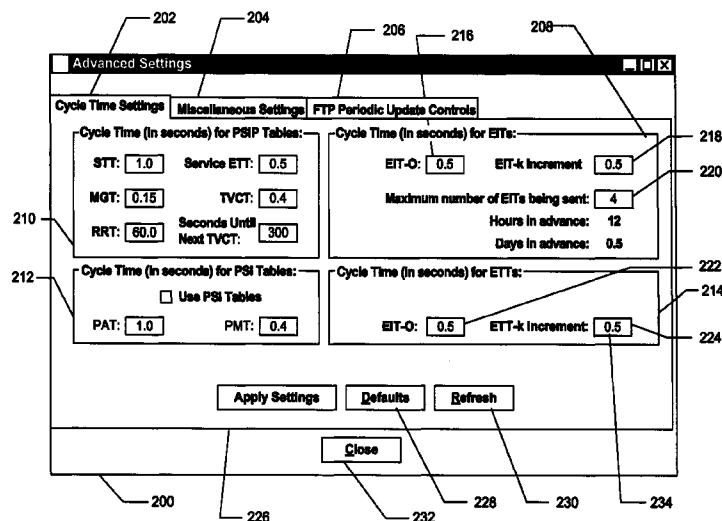 202
204
206
216
208
Advanced Settings
Cycle Time Settings
Miscellaneous Settings
FTP Periodic Update Controls
Cycle Time (in seconds) for PSIP Tables:
STT: 1.0 Service ETT: 0.5
MGT: 0.15 TVCT: 0.4
RRT: 60.0 Seconds Until Next TVCT: 300
Cycle Time (in seconds) for EITs:
EIT-O: 0.5 EIT-k Increment 0.5
Maximum number of EITs being sent: 4
Hours in advance: 12
Days in advance: 0.5
218
220
210
212
Cycle Time (in seconds) for PSI Tables:
Use PSI Tables
PAT: 1.0 PMT: 0.4
Cycle Time (in seconds) for ETTs:
EIT-O: 0.5 ETT-k Increment: 0.5
222
214
224
Apply Settings Defaults Refresh
Close
200
226
232
228
230
234